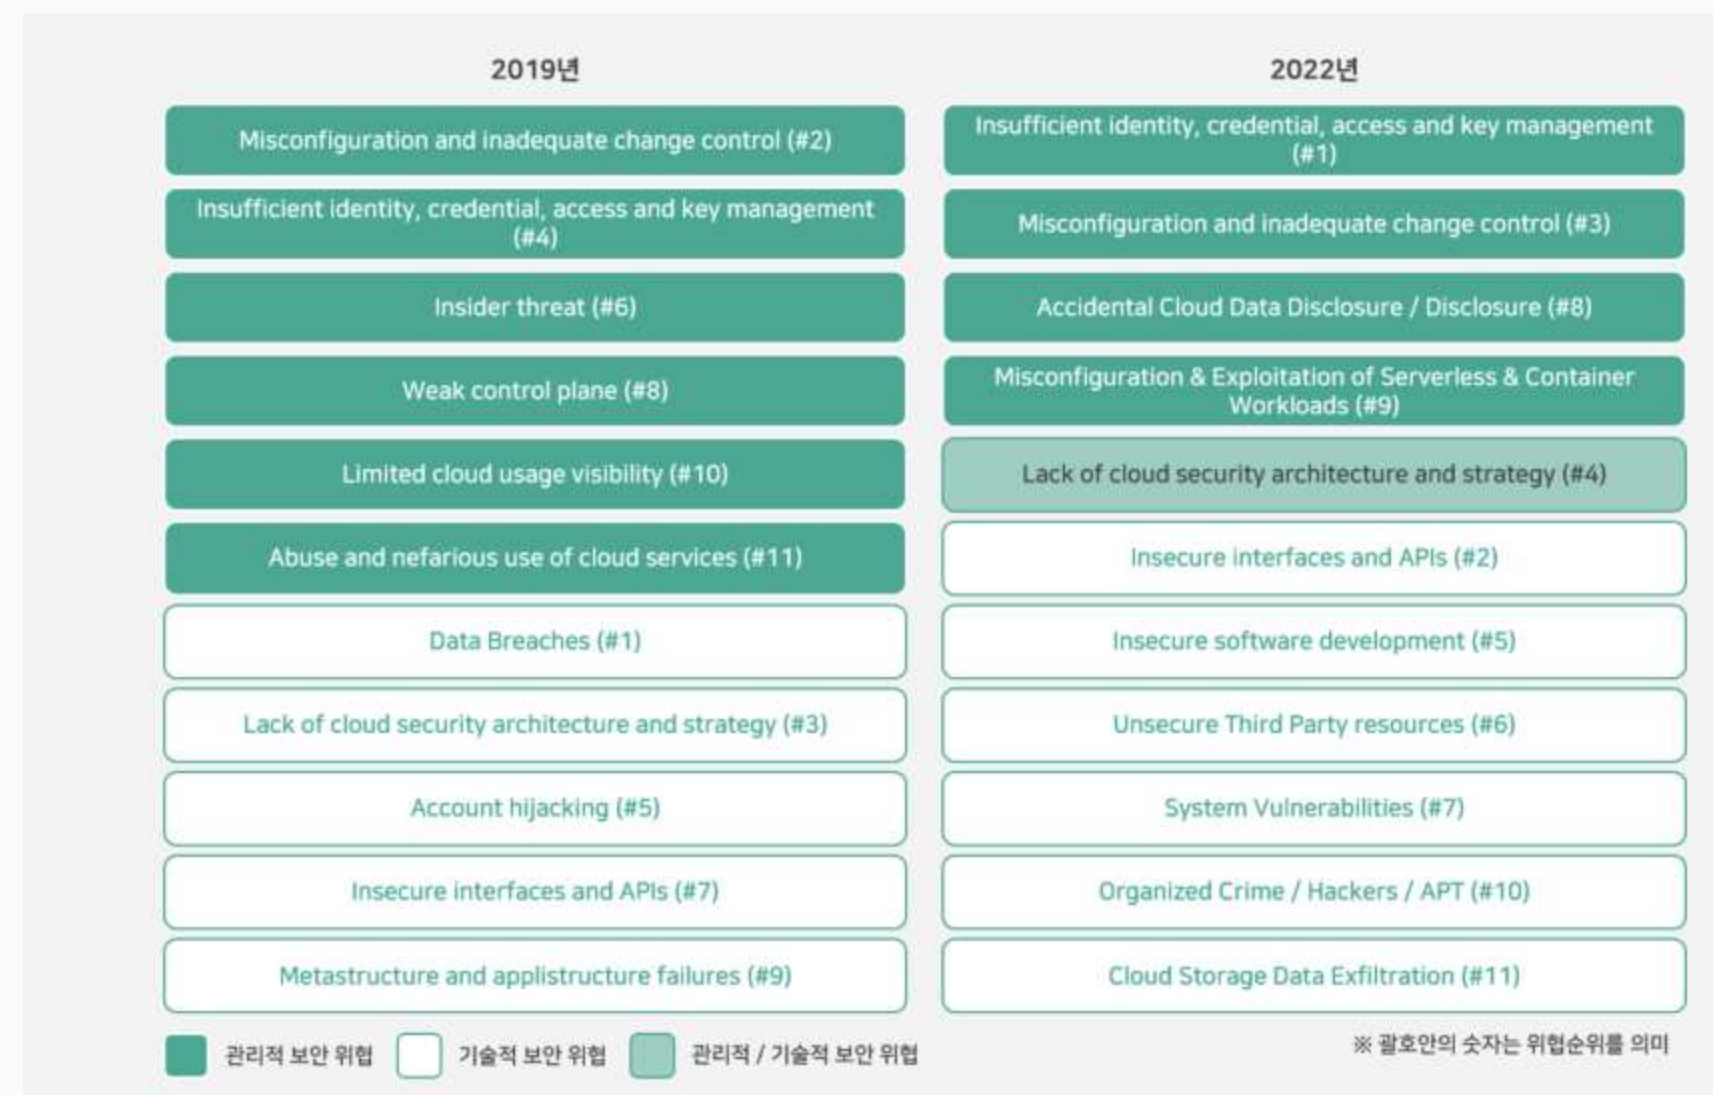 2019년
Misconfiguration and inadequate change control (#2)
Insufficient identity, credential, access and key management
(#4)
Insider threat (#6)
Weak control plane (#8)
Limited cloud usage visibility (#10)
Abuse and nefarious use of cloud services (#11)
Data Breaches (#1)
Lack of cloud security architecture and strategy (#3)
Account hijacking (#5)
Insecure interfaces and APIs (#7)
Metastructure and applistructure failures (#9)
2022년
Insufficient identity, credential, access and key management
(#1)
Misconfiguration and inadequate change control (#3)
Accidental Cloud Data Disclosure / Disclosure (#8)
Misconfiguration & Exploitation of Serverless & Container
Workloads (#9)
Lack of cloud security architecture and strategy (#4)
Insecure interfaces and APIs (#2)
Insecure software development (#5)
Unsecure Third Party resources (#6)
System Vulnerabilities (#7)
Organized Crime / Hackers / APT (#10)
Cloud Storage Data Exfiltration (#11)
관리적 보안 위협
기술적 보안 위협
관리적 / 기술적 보안 위협
※ 괄호안의 숫자는 위협순위를 의미